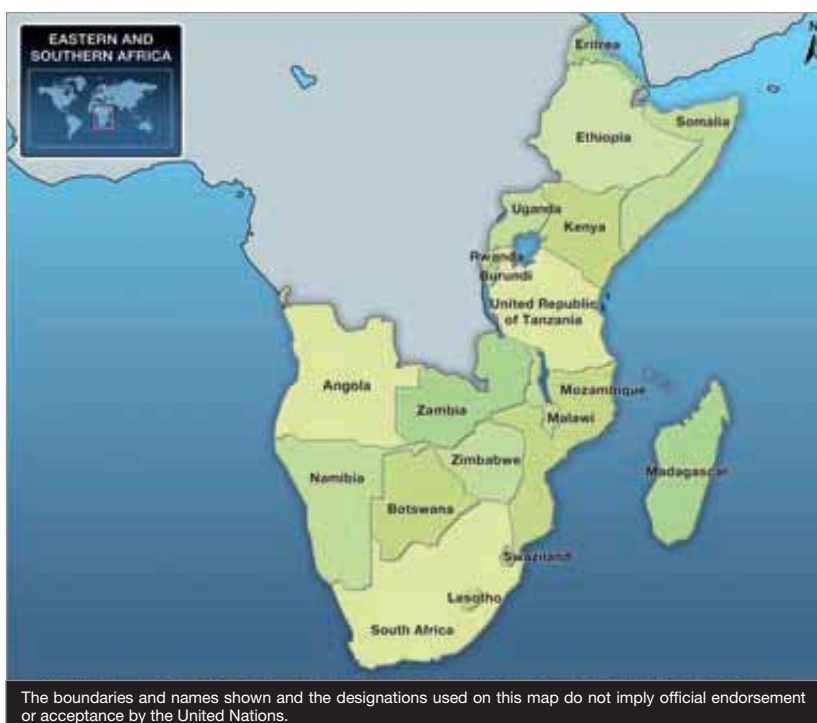 EASTERN AND
SOUTHERN AFRICA
N
Eritrea
Somalia
Ethiopia
Uganda
Kenya
Rwanda
Burundi
United Republic
of Tanzania
Angola
Mozambique
Zambia
Malawi
Zimbabwe
Madagascar
Namibia
Botswana
Swaziland
Lesotho
South Africa
The boundaries and names shown and the designations used on this map do not imply official endorsement
or acceptance by the United Nations.